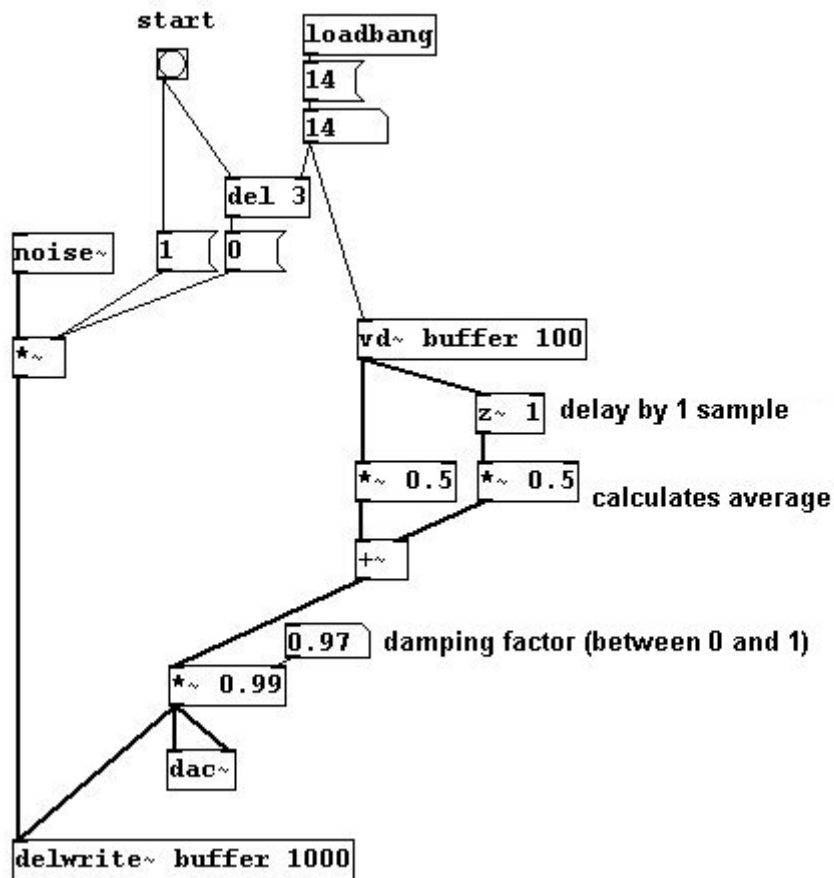 start
loadbang
14
14
del 3
noise~
1
0
*~
vd~ buffer 100
z~ 1
delay by 1 sample
*~ 0.5
*~ 0.5
calculates average
+~
0.97
damping factor (between 0 and 1)
*~ 0.99
dac~
delwrite~ buffer 1000